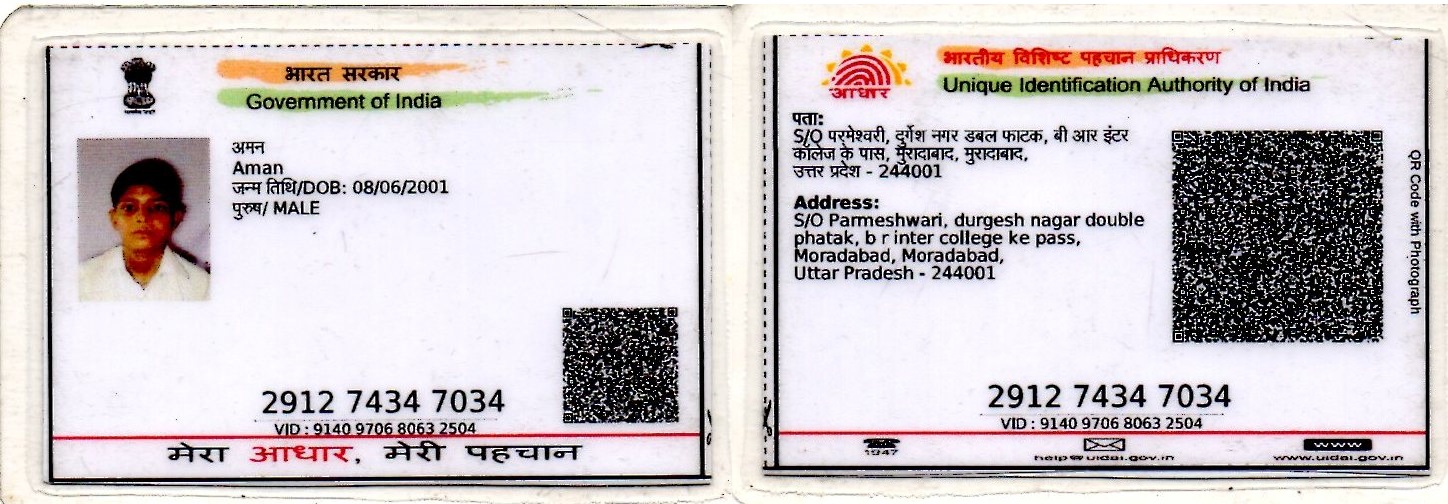 भारत सरकार
Government of India
अमन
Aman
जन्म तिथि/DOB: 08/06/2001
पुरुष/ MALE
2912 7434 7034
VID : 9140 9706 8063 2504
मेरा आधार, मेरी पहचान
आधार
भारतीय विशिष्ट पहचान प्राधिकरण
Unique Identification Authority of India
पता:
S/O परमेश्वरी, दुर्गेश नगर डबल फाटक, बी आर इंटर
कॉलेज के पास, मुरादाबाद, मुरादाबाद,
उत्तर प्रदेश - 244001
Address:
S/O Parmeshwari, durgesh nagar double
phatak, b r inter college ke pass,
Moradabad, Moradabad,
Uttar Pradesh - 244001
QR Code with Photograph
2912 7434 7034
VID : 9140 9706 8063 2504
1947
help@uidai.gov.in
www
www.uidai.gov.in